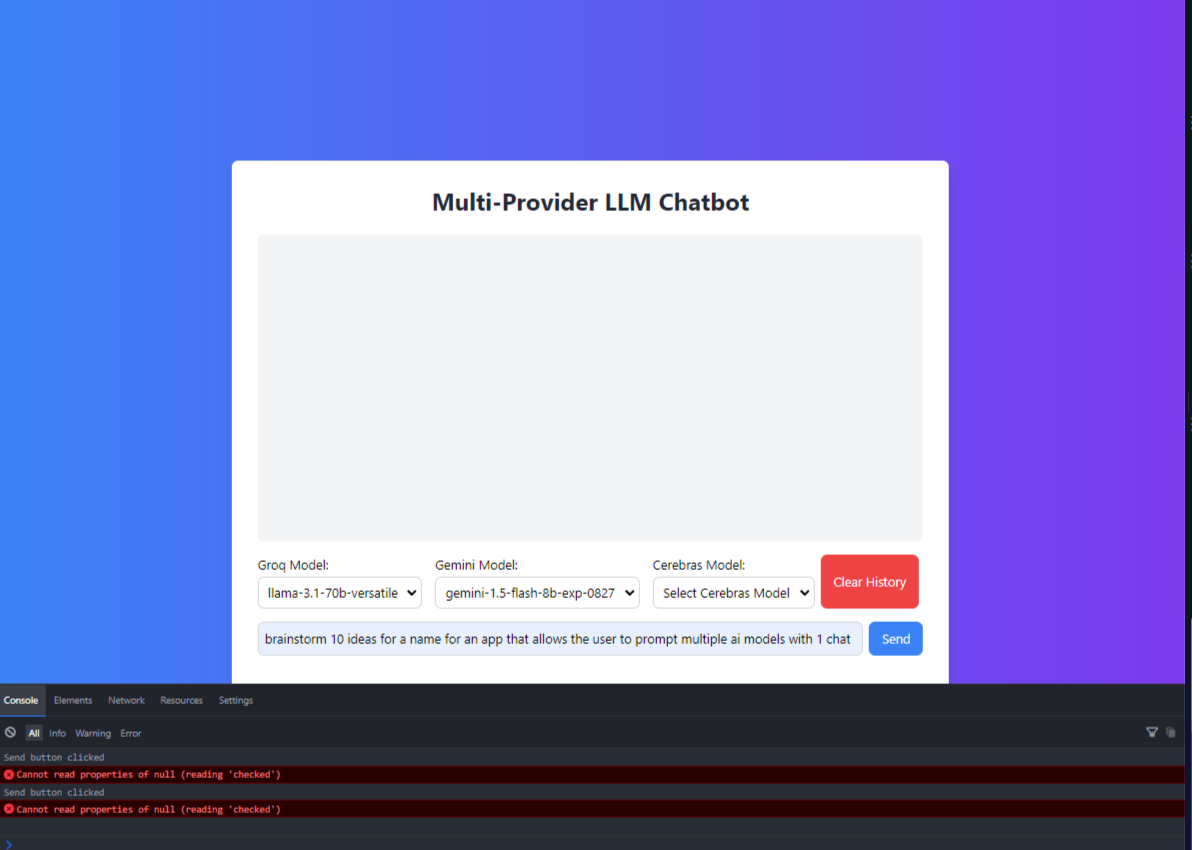 Multi-Provider LLM Chatbot
Groq Model:
Gemini Model:
Cerebras Model:
llama-3.1-70b-versatile
gemini-1.5-flash-8b-exp-0827
Select Cerebras Model
Clear History
brainstorm 10 ideas for a name for an app that allows the user to prompt multiple ai models with 1 chat
Send
Console Elements Network Resources Settings
All Info Warning Error
Send button clicked
Cannot read properties of null (reading 'checked')
Send button clicked
Cannot read properties of null (reading 'checked')